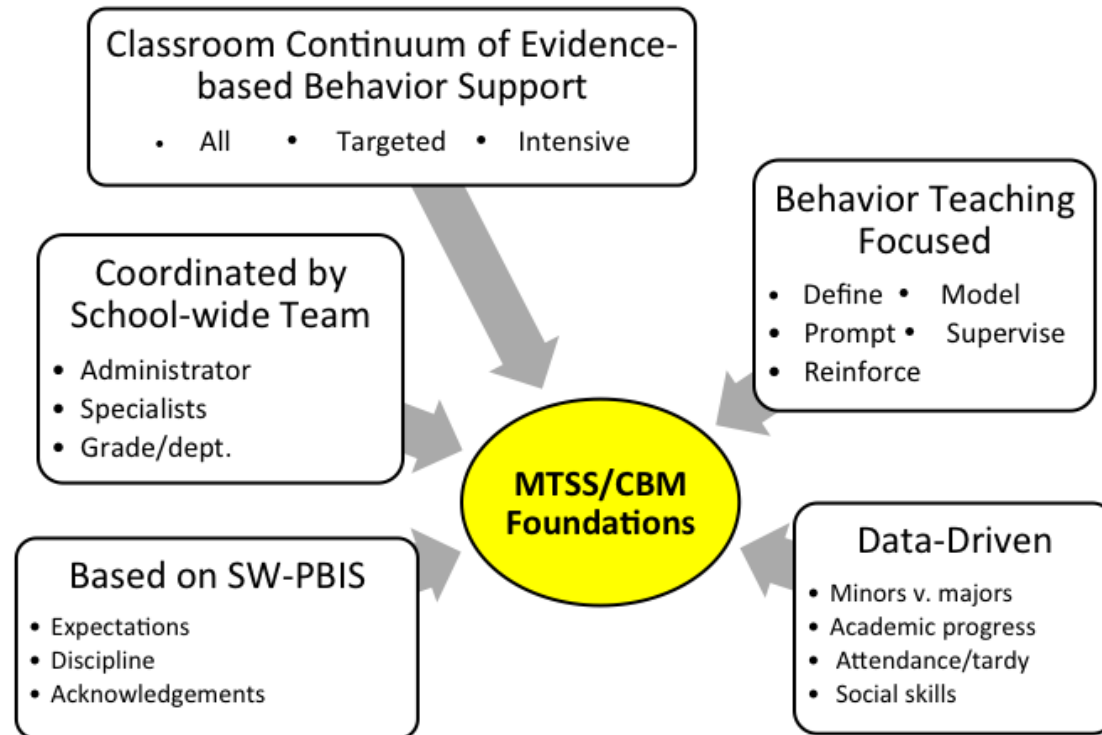 Classroom Continuum of Evidence-
based Behavior Support
• All • Targeted • Intensive
Coordinated by
School-wide Team
• Administrator
• Specialists
• Grade/dept.
Behavior Teaching
Focused
• Define • Model
• Prompt • Supervise
• Reinforce
MTSS/CBM
Foundations
Based on SW-PBIS
• Expectations
• Discipline
• Acknowledgements
Data-Driven
• Minors v. majors
• Academic progress
• Attendance/tardy
• Social skills